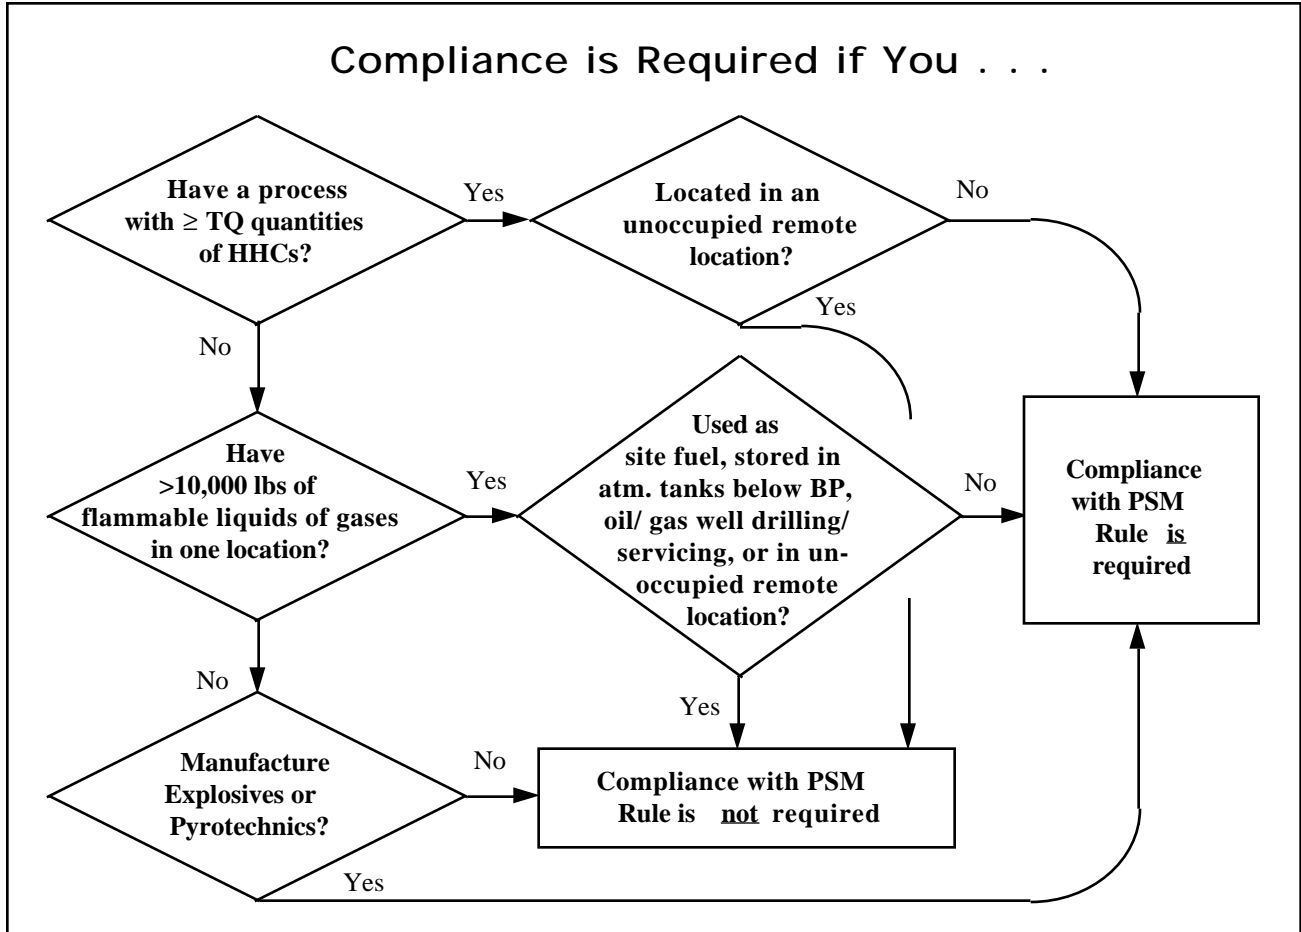 Compliance is Required if You . . .
Have a process
with ≥ TQ quantities
of HHCs?
Yes
Located in an
unoccupied remote
location?
No
Yes
No
Have
>10,000 lbs of
flammable liquids of gases
in one location?
Yes
Used as
site fuel, stored in
atm. tanks below BP,
oil/ gas well drilling/
servicing, or in un-
occupied remote
location?
No
Compliance
with PSM
Rule is
required
No
Yes
Manufacture
Explosives or
Pyrotechnics?
No
Compliance with PSM
Rule is not required
Yes